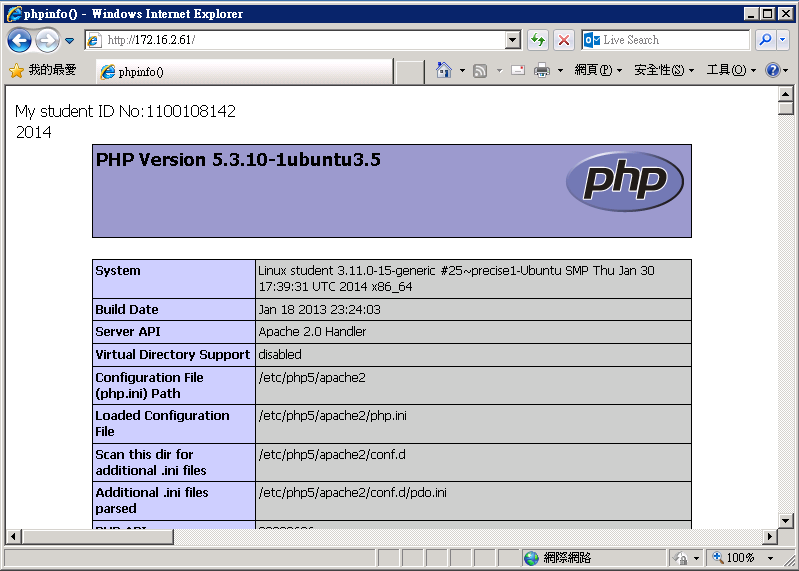 phpinfo() - Windows Internet Explorer
http://172.16.2.61/
Live Search
我的最愛
phpinfo()
網頁(P)
安全性(S)
工具(O)
My student ID No:1100108142
2014
PHP Version 5.3.10-1ubuntu3.5
php
System
Linux student 3.11.0-15-generic #25~precise1-Ubuntu SMP Thu Jan 30
17:39:31 UTC 2014 x86_64
Build Date
Jan 18 2013 23:24:03
Server API
Apache 2.0 Handler
Virtual Directory Support
disabled
Configuration File
(php.ini) Path
/etc/php5/apache2
Loaded Configuration
File
/etc/php5/apache2/php.ini
Scan this dir for
additional .ini files
/etc/php5/apache2/conf.d
Additional .ini files
parsed
/etc/php5/apache2/conf.d/pdo.ini
PHP API
網際網路
100%